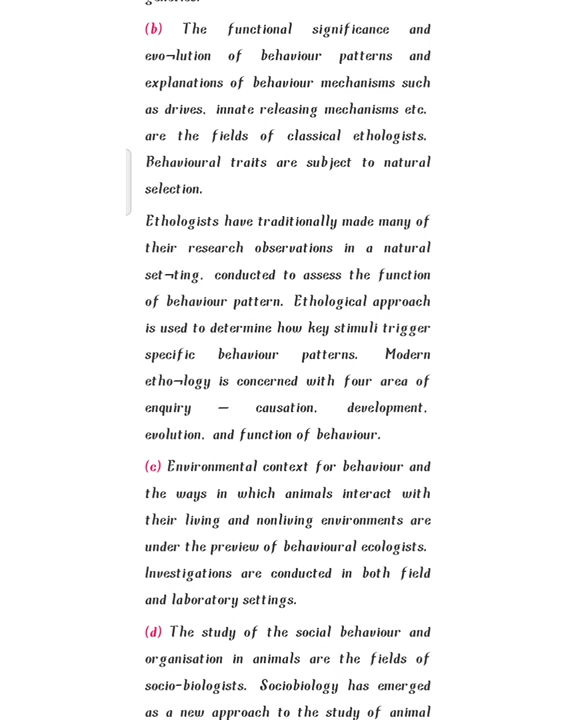 (b) The functional significance and
evo¬lution of behaviour patterns and
explanations of behaviour mechanisms such
as drives, innate releasing mechanisms etc.
are the fields of classical ethologists.
Behavioural traits are subject to natural
selection.
Ethologists have traditionally made many of
their research observations in a natural
set¬ting, conducted to assess the function
of behaviour pattern. Ethological approach
is used to determine how key stimuli trigger
specific behaviour patterns. Modern
etho¬logy is concerned with four area of
enquiry — causation, development,
evolution, and function of behaviour.
(c) Environmental context for behaviour and
the ways in which animals interact with
their living and nonliving environments are
under the preview of behavioural ecologists.
Investigations are conducted in both field
and laboratory settings.
(d) The study of the social behaviour and
organisation in animals are the fields of
socio-biologists. Sociobiology has emerged
as a new approach to the study of animal